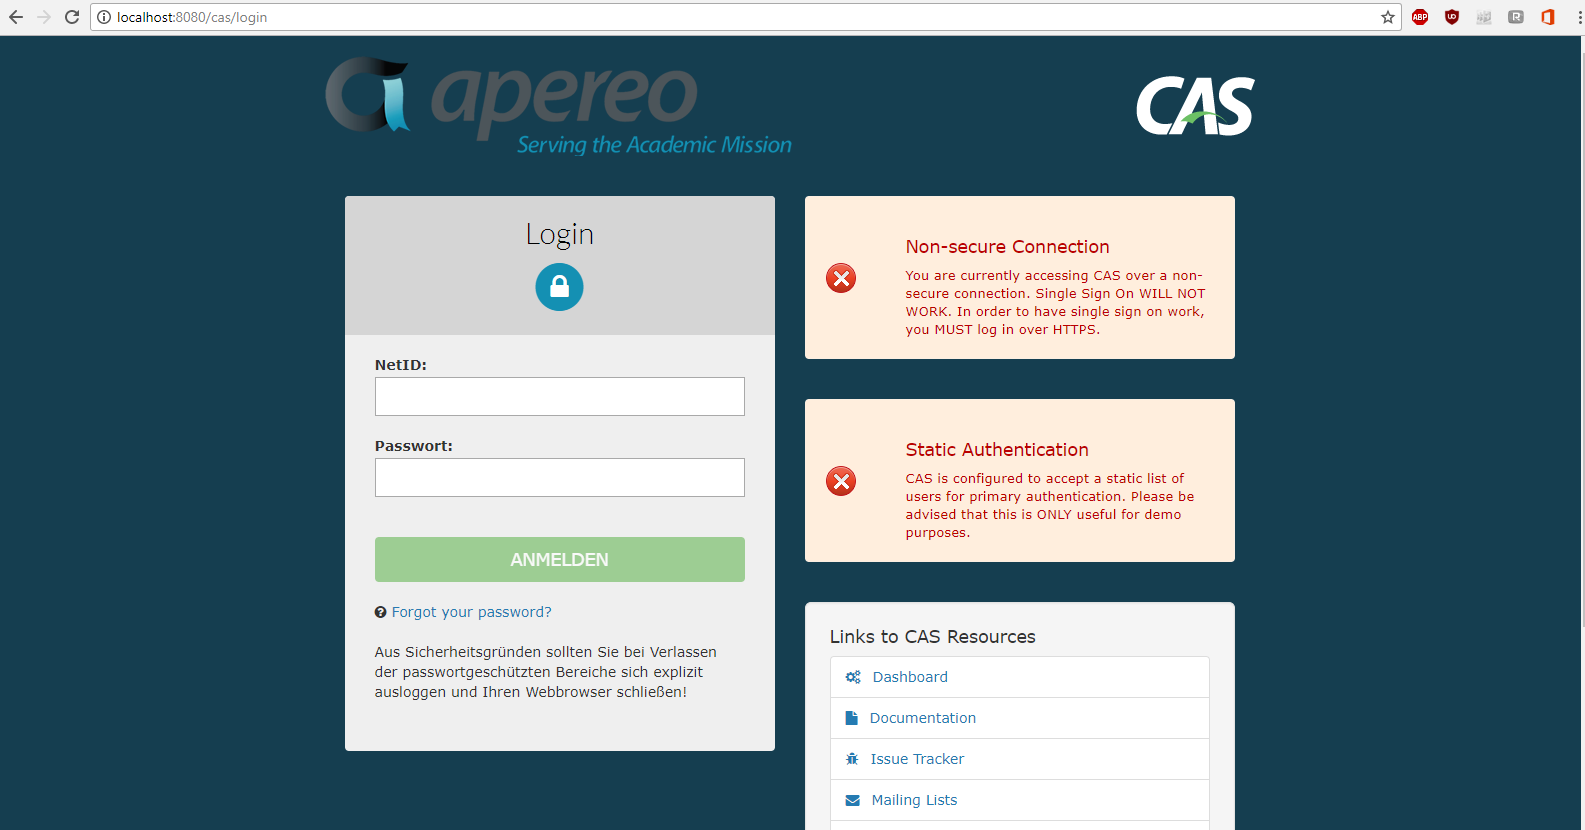 localhost:8080/cas/login
ABP
apereo
Serving the Academic Mission
CAS
Login
NetID:
Passwort:
ANMELDEN
Forgot your password?
Aus Sicherheitsgründen sollten Sie bei Verlassen
der passwortgeschützten Bereiche sich explizit
ausloggen und Ihren Webbrowser schließen!
Non-secure Connection
You are currently accessing CAS over a non-
secure connection. Single Sign On WILL NOT
WORK. In order to have single sign on work,
you MUST log in over HTTPS.
Static Authentication
CAS is configured to accept a static list of
users for primary authentication. Please be
advised that this is ONLY useful for demo
purposes.
Links to CAS Resources
Dashboard
Documentation
Issue Tracker
Mailing Lists